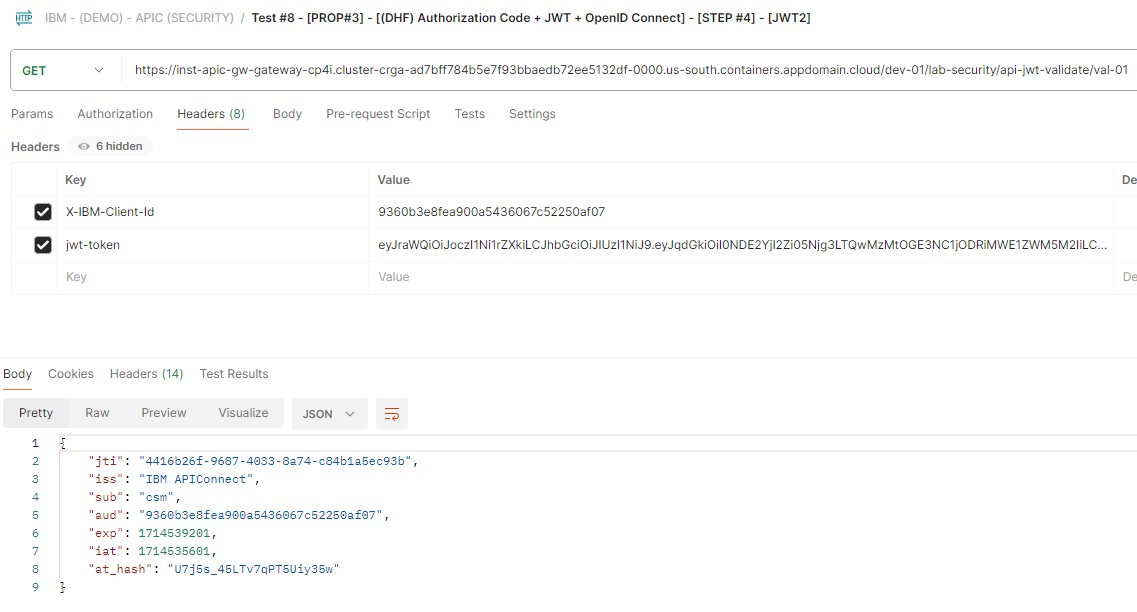 HTTP IBM - (DEMO) - APIC (SECURITY) / Test #8 - [PROP#3] - [(DHF) Authorization Code + JWT + OpenID Connect] - [STEP #4] - [JWT2]
GET https://inst-apic-gw-gateway-cp4i.cluster-crga-ad7bff784b5e7f93bbaedb72ee5132df-0000.us-south.containers.appdomain.cloud/dev-01/lab-security/api-jwt-validate/val-01
Params Authorization Headers (8) Body Pre-request Script Tests Settings
Headers 6 hidden
Key Value De
X-IBM-Client-Id 9360b3e8fea900a5436067c52250af07
jwt-token eyJraWQiOiJoczI1Ni1rZXkiLCJhbGciOiJIUzI1NiJ9.eyJqdGkiOiI0NDE2YjI2Zi05Njg3LTQwMzMtOGE3NC1jODRiMWE1ZWM5M2IiLC...
Key Value De
Body Cookies Headers (14) Test Results
Pretty Raw Preview Visualize JSON
1 {
2 "jti": "4416b26f-9687-4033-8a74-c84b1a5ec93b",
3 "iss": "IBM APIConnect",
4 "sub": "csm",
5 "aud": "9360b3e8fea900a5436067c52250af07",
6 "exp": 1714539201,
7 "iat": 1714535601,
8 "at_hash": "U7j5s_45LTv7qPT5Uiy35w"
9 }